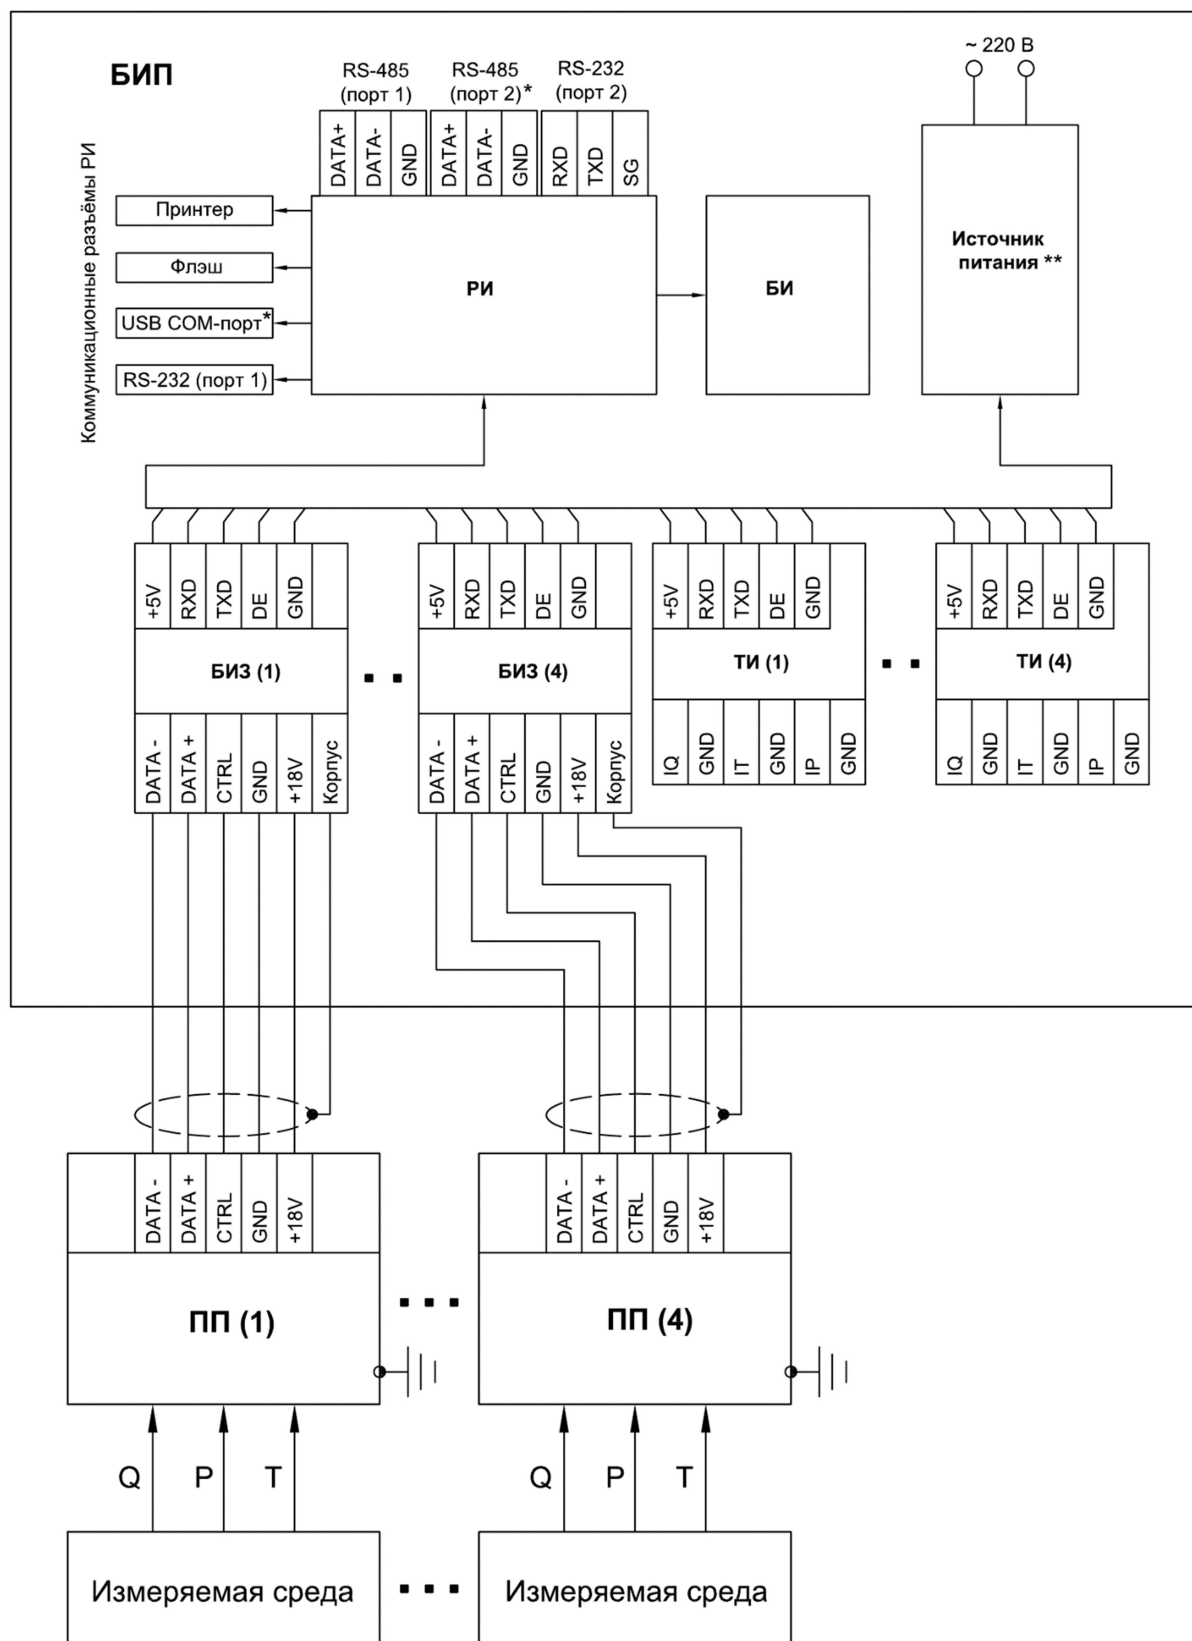 ~ 220 В
БИП
RS-485
(порт 1)
RS-485
(порт 2)*
RS-232
(порт 2)
DATA+
DATA-
GND
DATA+
DATA-
GND
RXD
TXD
SG
Коммуникационные разъёмы РИ
Принтер
Флэш
USB COM-порт*
RS-232 (порт 1)
РИ
БИ
Источник
питания **
+5V
RXD
TXD
DE
GND
+5V
RXD
TXD
DE
GND
+5V
RXD
TXD
DE
GND
+5V
RXD
TXD
DE
GND
БИЗ (1)
БИЗ (4)
ТИ (1)
ТИ (4)
DATA -
DATA +
CTRL
GND
+18V
Корпус
DATA -
DATA +
CTRL
GND
+18V
Корпус
IQ
GND
IT
GND
IP
GND
IQ
GND
IT
GND
IP
GND
DATA -
DATA +
CTRL
GND
+18V
DATA -
DATA +
CTRL
GND
+18V
ПП (1)
ПП (4)
Q
P
T
Q
P
T
Измеряемая среда
Измеряемая среда